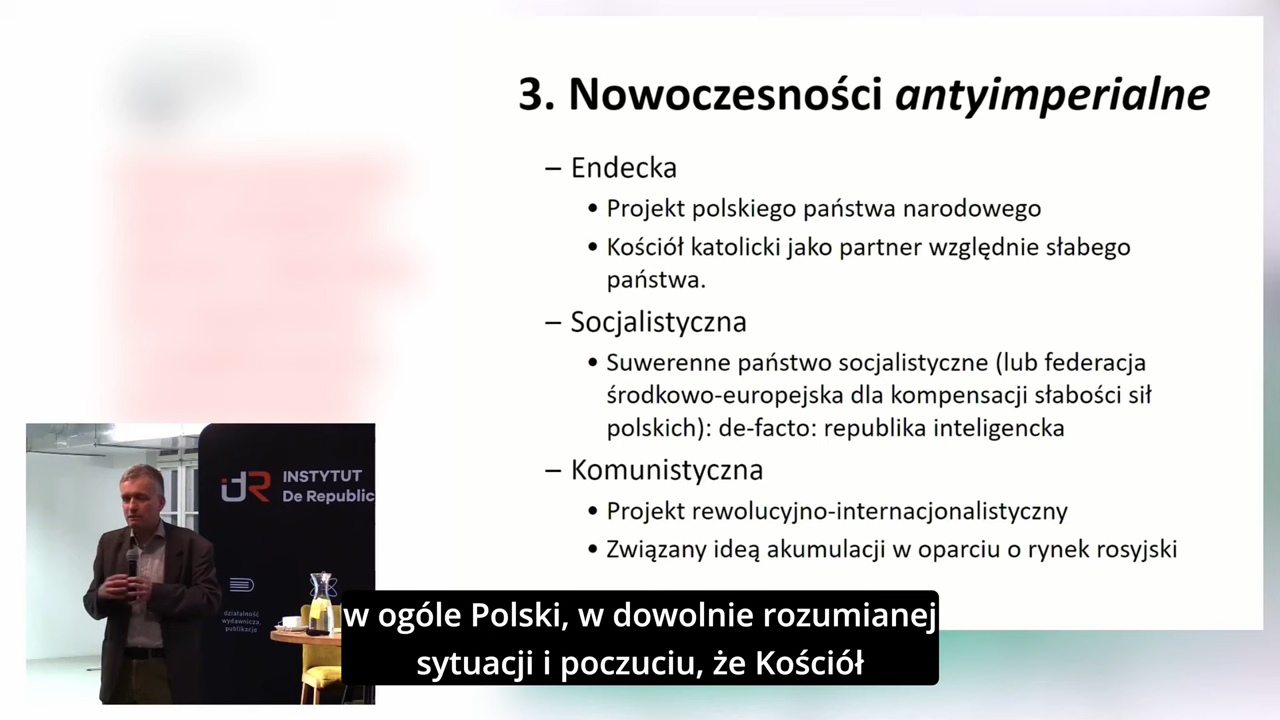 3. Nowoczesności antyimperialne
– Endecka
• Projekt polskiego państwa narodowego
• Kościół katolicki jako partner względnie słabego
państwa.
– Socjalistyczna
• Suwerenne państwo socjalistyczne (lub federacja
środkowo-europejska dla kompensacji słabości sił
polskich): de-facto: republika inteligencka
– Komunistyczna
• Projekt rewolucyjno-internacjonalistyczny
• Związany ideą akumulacji w oparciu o rynek rosyjski
idR
INSTYTUT
De Republic
działalność
wydawnicza,
publikacje
w ogóle Polski, w dowolnie rozumianej
sytuacji i poczuciu, że Kościół